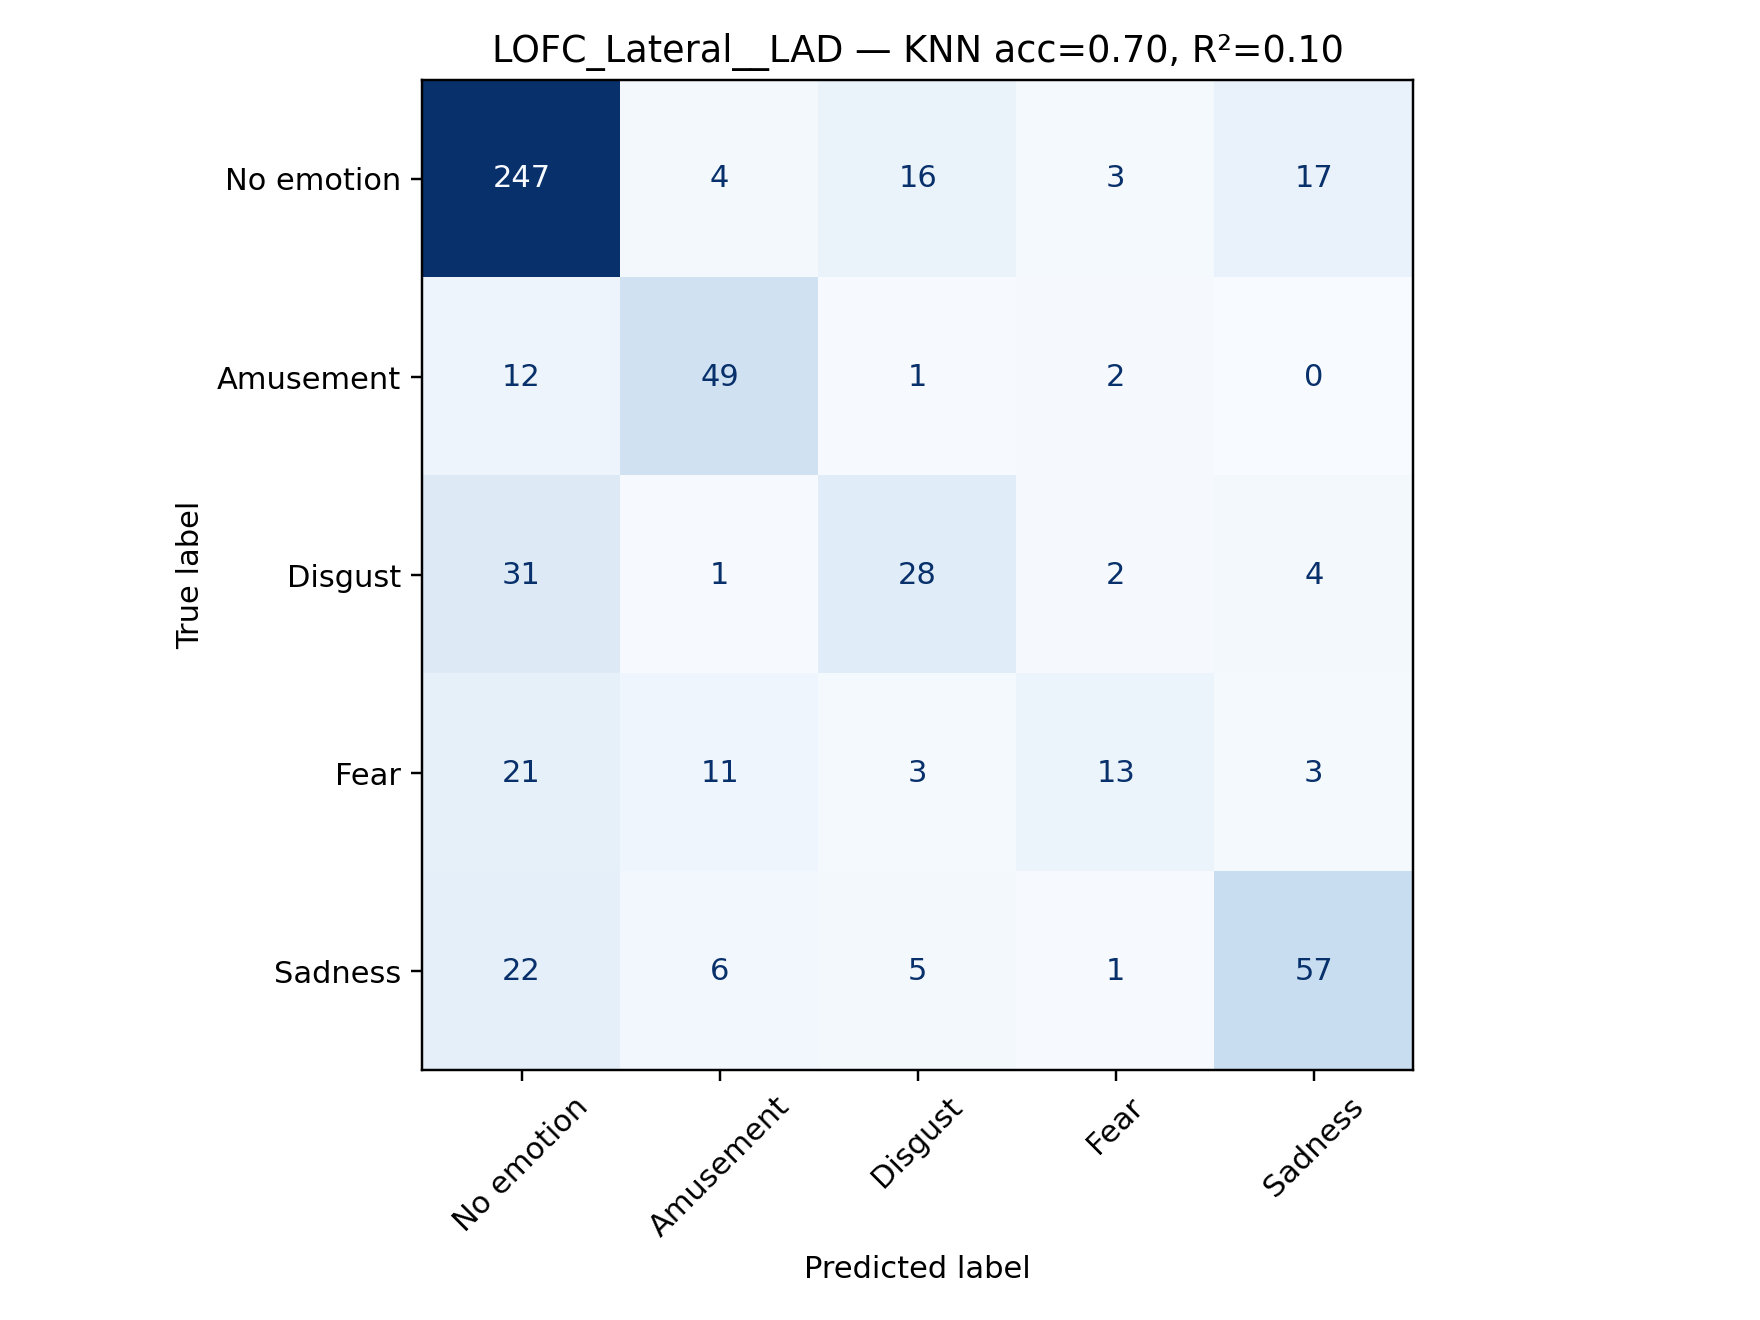 LOFC_Lateral__LAD — KNN acc=0.70, R²=0.10
No emotion 247 4 16 3 17
Amusement 12 49 1 2 0
Disgust 31 1 28 2 4
Fear 21 11 3 13 3
Sadness 22 6 5 1 57
True label
No emotion Amusement Disgust Fear Sadness
Predicted label